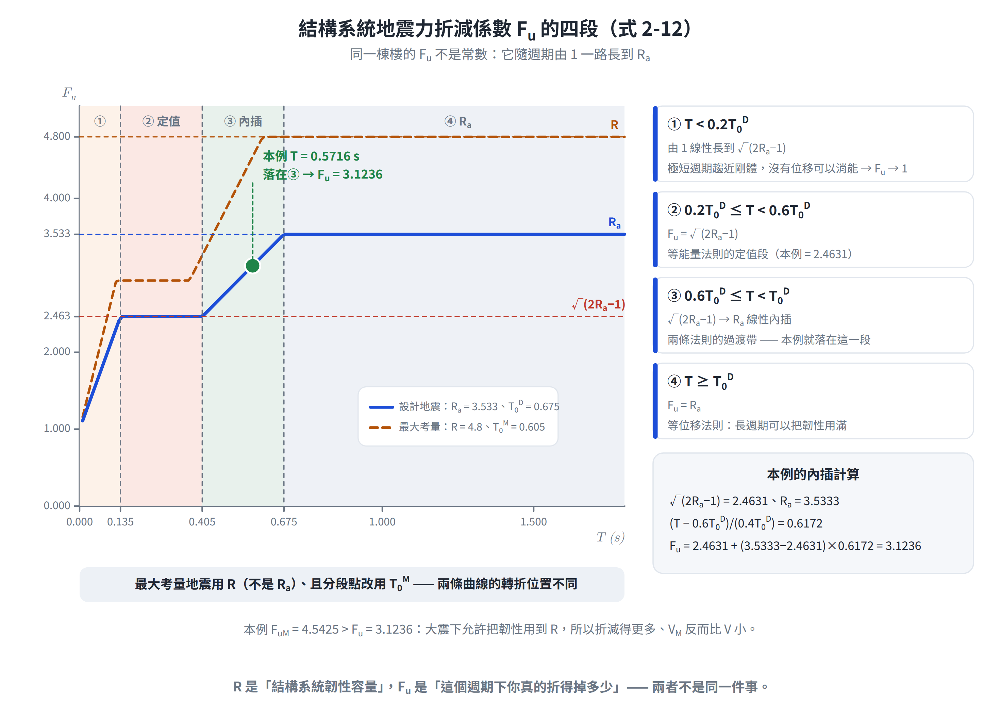 結構系統地震力折減係數 Fu 的四段（式 2-12）
同一棟樓的 Fu 不是常數：它隨週期由 1 一路長到 Ra
Fu
①
② 定值
③ 內插
④ Ra
R
4.800
本例 T = 0.5716 s
落在③ → Fu = 3.1236
4.000
Ra
3.533
√(2Ra−1)
2.463
2.000
設計地震：Ra = 3.533、T0D = 0.675
最大考量：R = 4.8、T0M = 0.605
1.000
0.000
0.000 0.135 0.405 0.675 1.000 1.500
T (s)
① T < 0.2T0D
由 1 線性長到 √(2Ra−1)
極短週期趨近剛體，沒有位移可以消能 → Fu → 1
② 0.2T0D ≤ T < 0.6T0D
Fu = √(2Ra−1)
等能量法則的定值段（本例 = 2.4631）
③ 0.6T0D ≤ T < T0D
√(2Ra−1) → Ra 線性內插
兩條法則的過渡帶 —— 本例就落在這一段
④ T ≥ T0D
Fu = Ra
等位移法則：長週期可以把韌性用滿
本例的內插計算
√(2Ra−1) = 2.4631、Ra = 3.5333
(T − 0.6T0D)/(0.4T0D) = 0.6172
Fu = 2.4631 + (3.5333−2.4631)×0.6172 = 3.1236
最大考量地震用 R（不是 Ra）、且分段點改用 T0M —— 兩條曲線的轉折位置不同
本例 FuM = 4.5425 > Fu = 3.1236：大震下允許把韌性用到 R，所以折減得更多、VM 反而比 V 小。
R 是「結構系統韌性容量」，Fu 是「這個週期下你真的折得掉多少」—— 兩者不是同一件事。